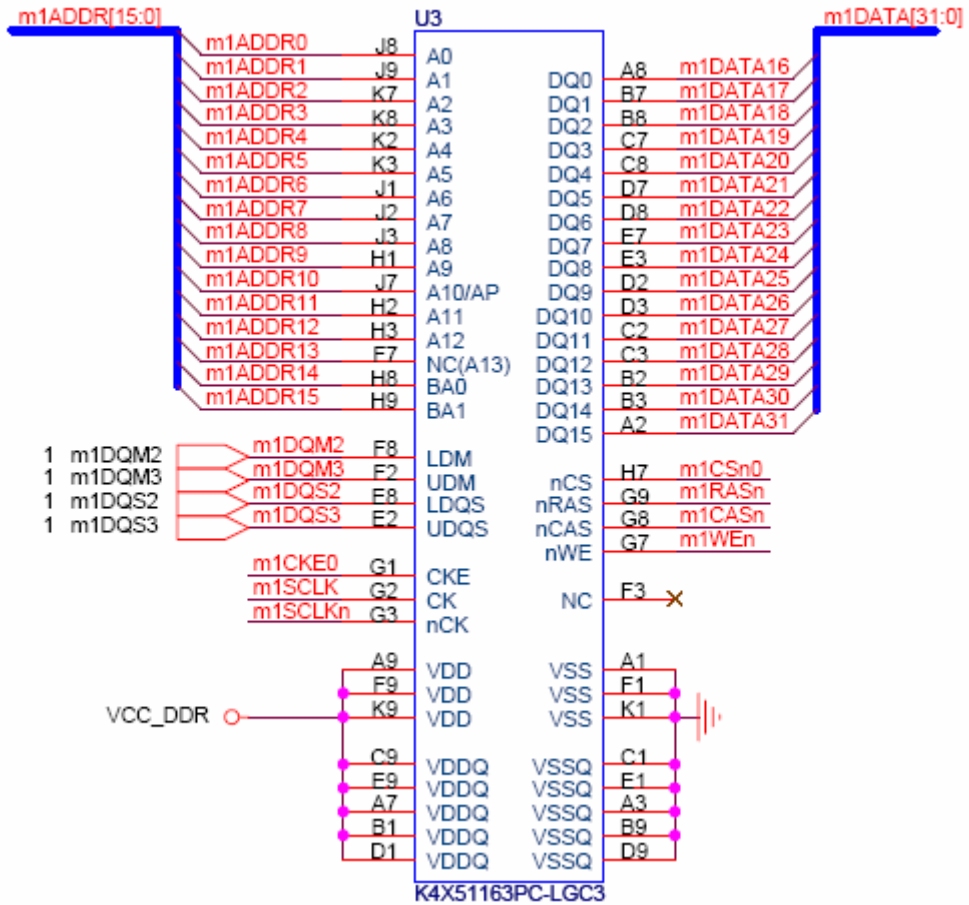 m1ADDR[15:0] U3 m1DATA[31:0]
m1ADDR0 J8 A0
m1ADDR1 J9 A1 DQ0 A8 m1DATA16
m1ADDR2 K7 A2 DQ1 B7 m1DATA17
m1ADDR3 K8 A3 DQ2 B8 m1DATA18
m1ADDR4 K2 A4 DQ3 C7 m1DATA19
m1ADDR5 K3 A5 DQ4 C8 m1DATA20
m1ADDR6 J1 A6 DQ5 D7 m1DATA21
m1ADDR7 J2 A7 DQ6 D8 m1DATA22
m1ADDR8 J3 A8 DQ7 E7 m1DATA23
m1ADDR9 H1 A9 DQ8 E3 m1DATA24
m1ADDR10 J7 A10/AP DQ9 D2 m1DATA25
m1ADDR11 H2 A11 DQ10 D3 m1DATA26
m1ADDR12 H3 A12 DQ11 C2 m1DATA27
m1ADDR13 F7 NC(A13) DQ12 C3 m1DATA28
m1ADDR14 H8 BA0 DQ13 B2 m1DATA29
m1ADDR15 H9 BA1 DQ14 B3 m1DATA30
DQ15 A2 m1DATA31
1 m1DQM2 m1DQM2 F8 LDM
1 m1DQM3 m1DQM3 F2 UDM nCS H7 m1CSn0
1 m1DQS2 m1DQS2 E8 LDQS nRAS G9 m1RASn
1 m1DQS3 m1DQS3 E2 UDQS nCAS G8 m1CASn
nWE G7 m1WEn
m1CKE0 G1 CKE
m1SCLK G2 CK NC F3
m1SCLKn G3 nCK
A9 VDD VSS A1
F9 VDD VSS F1
VCC_DDR K9 VDD VSS K1
C9 VDDQ VSSQ C1
E9 VDDQ VSSQ E1
A7 VDDQ VSSQ A3
B1 VDDQ VSSQ B9
D1 VDDQ VSSQ D9
K4X51163PC-LGC3